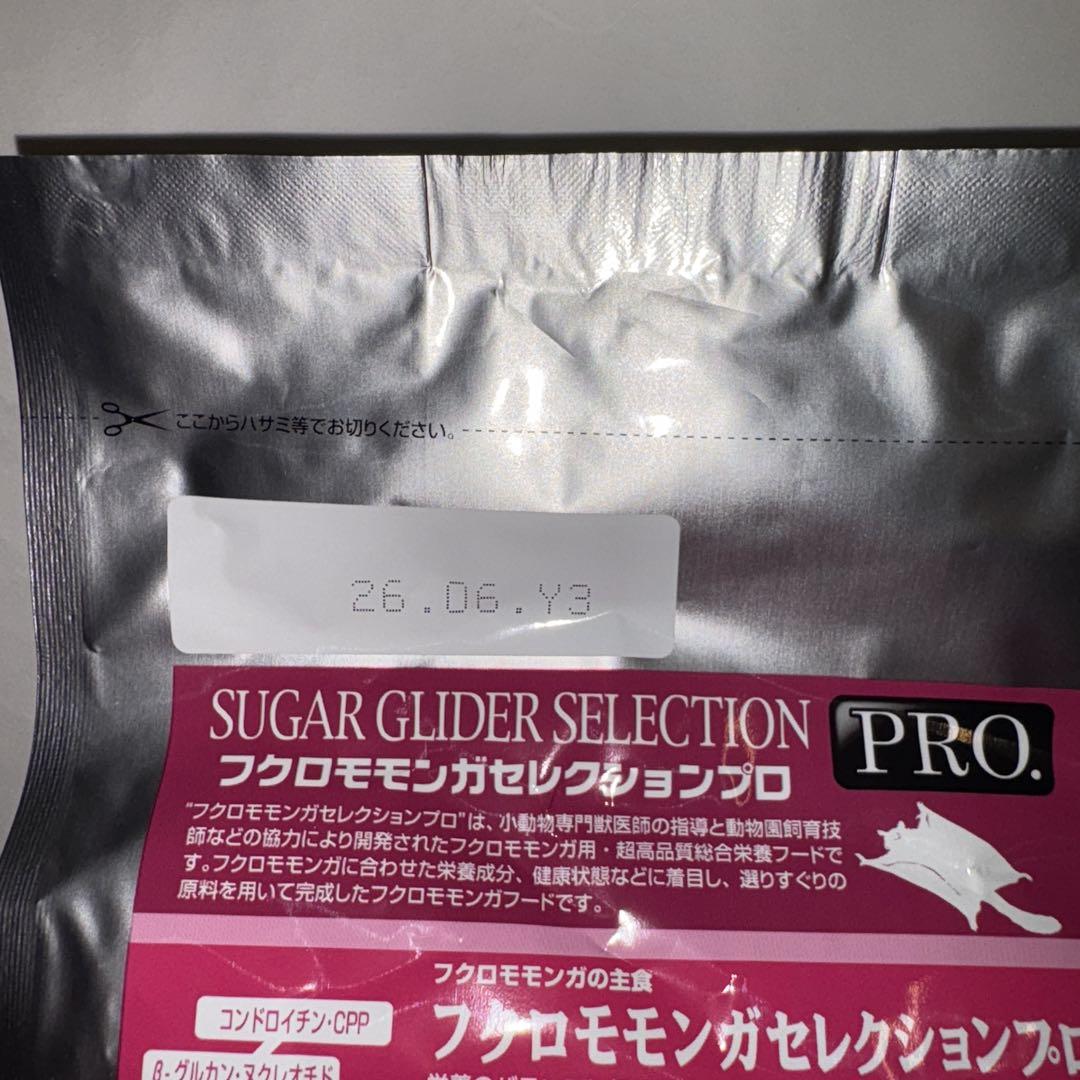 ここからハサミ等でお切りください。
26.06.Y3
SUGAR GLIDER SELECTION PRO.
フクロモモンガセレクションプロ
"フクロモモンガセレクションプロ"は、小動物専門獣医師の指導と動物園飼育技
師などの協力により開発されたフクロモモンガ用・超高品質総合栄養フードで
す。フクロモモンガに合わせた栄養成分、健康状態などに着目し、選りすぐりの
原料を用いて完成したフクロモモンガフードです。
フクロモモンガの主食
フクロモモンガセレクションプロ
コンドロイチン・CPP
β-グルカン・ヌクレオチド